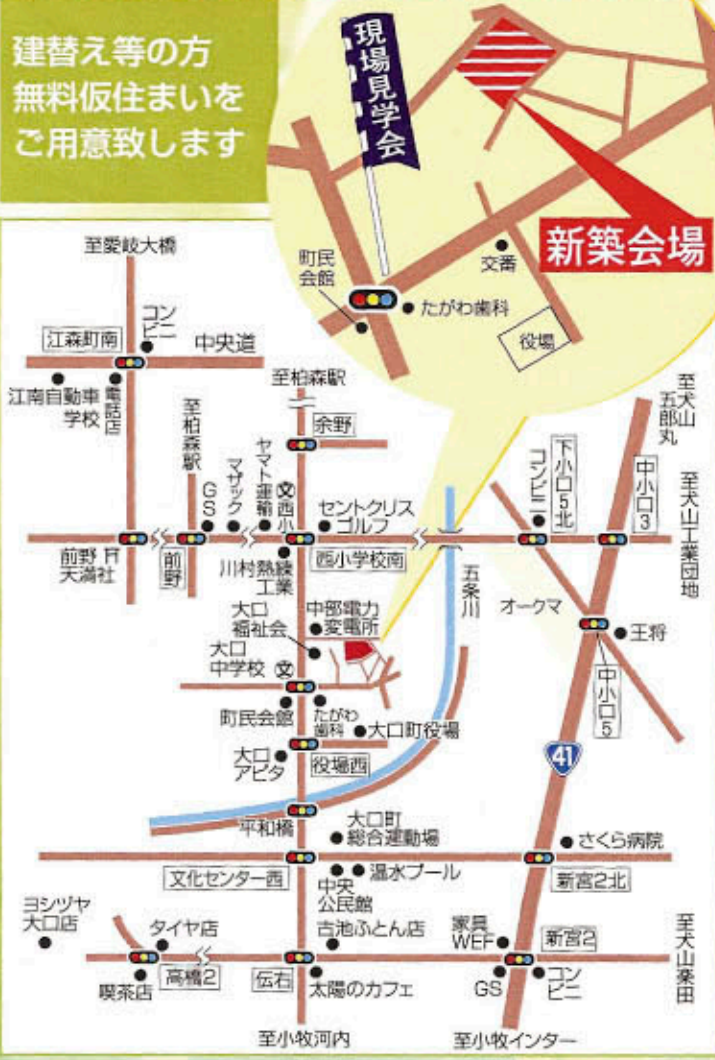 建替え等の方
無料仮住まいを
ご用意致します
現場見学会
新築会場
町民
会館
たがわ歯科
交番
役場
至愛岐大橋
コン
ビニ
江森町南
中央道
江南自動車
学校
電話店
至柏森駅
余野
至柏森駅
GS
マザック
ヤマト運輸
文西小
セントクリス
ゴルフ
コンビニ
下小口5北
中小口3
至犬山
五郎丸
至犬山工業団地
前野
天満社
前野
川村熱錬
工業
西小学校南
五条川
オークマ
王将
中小口5
大口
福祉会
中部電力
変電所
大口
中学校
文
町民会館
たがわ
歯科
大口町役場
大口
アピタ
役場西
41
平和橋
大口町
総合運動場
さくら病院
文化センター西
中央
公民館
温水プール
新宮2北
ヨシヅヤ
大口店
タイヤ店
古池ふとん店
家具
WEF
新宮2
至犬山楽田
喫茶店
高橋2
伝右
太陽のカフェ
GS
コン
ビニ
至小牧河内
至小牧インター